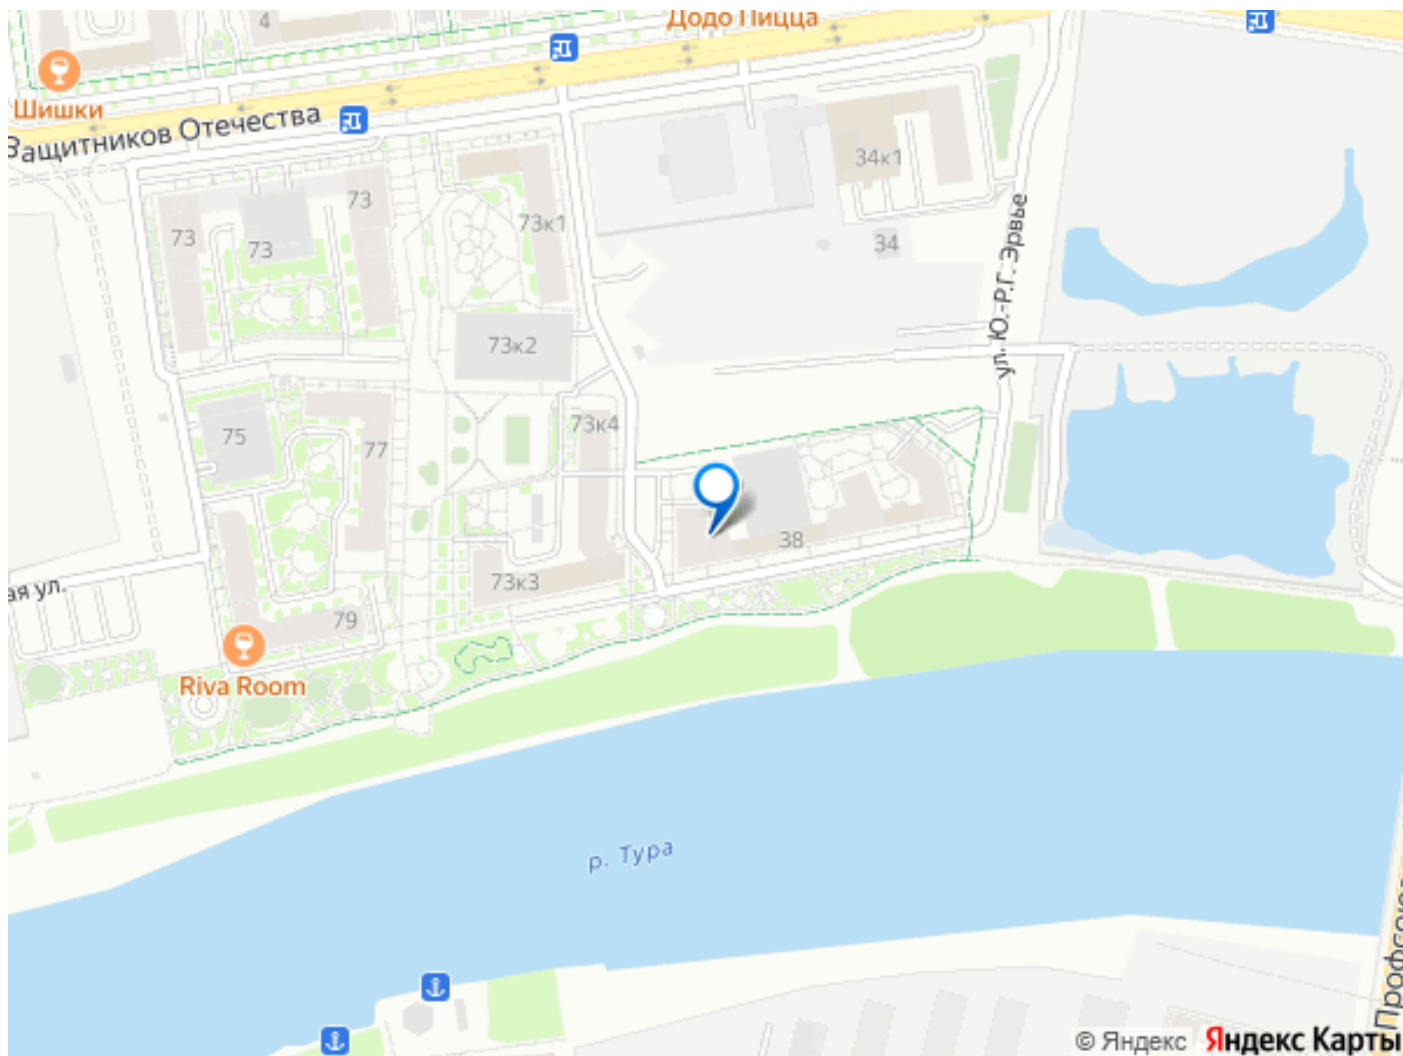 Додо Пицца
4
Шишки
Защитников Отечества
34к1
73
73к1
73
73
34
ул. Ю.-Р.Г. Эрвье
73к2
73к4
75
77
38
73к3
ая ул.
79
Riva Room
р. Тура
Профсоюз
© Яндекс Яндекс Карты